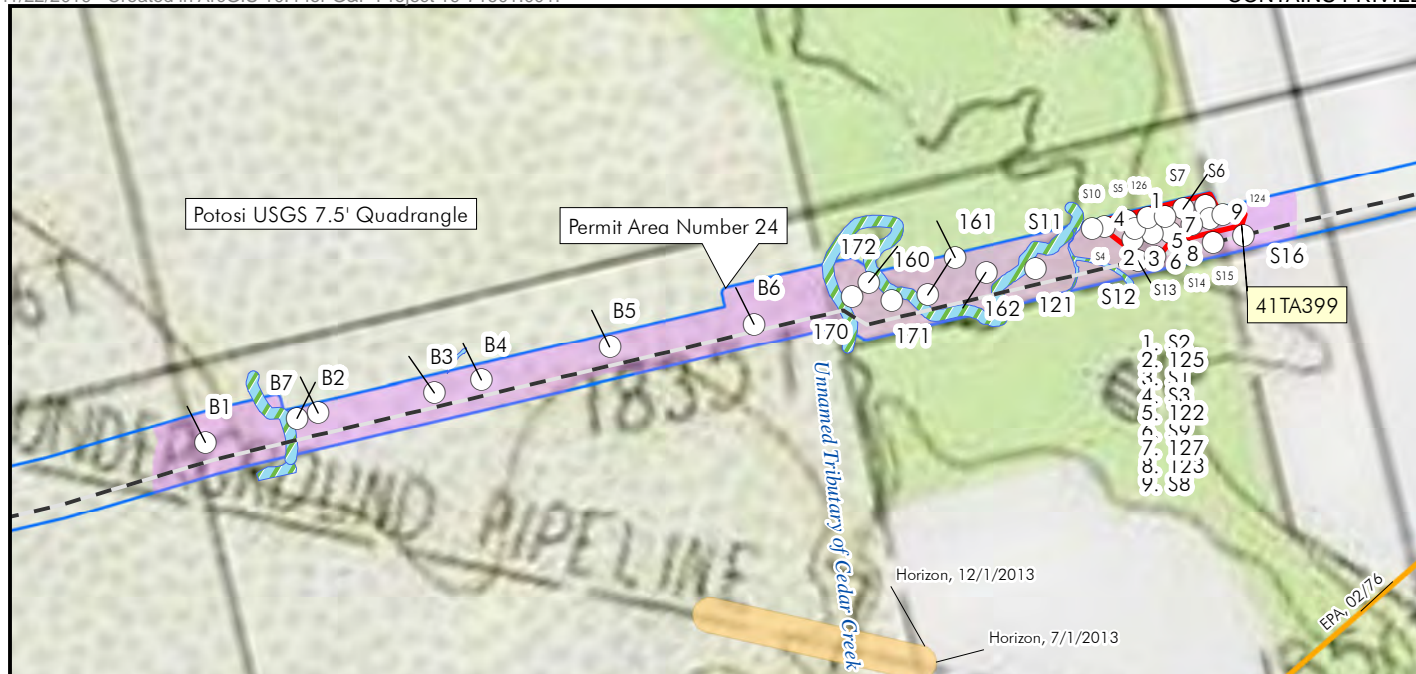 Potosi USGS 7.5' Quadrangle
Permit Area Number 24
B1
B7
B2
B3
B4
B5
B6
172
160
161
170
171
162
121
S11
S12
S10
S5
126
1
S7
S6
4
7
9
124
S4
2
3
5
6
8
S13
S14
S15
S16
41TA399
1. S2
2. 125
3. S1
4. S3
5. 122
6. S9
7. 127
8. 123
9. S8
1835
PIPELINE
Unnamed Tributary of Cedar Creek
Horizon, 12/1/2013
Horizon, 7/1/2013
EPA, 02/76